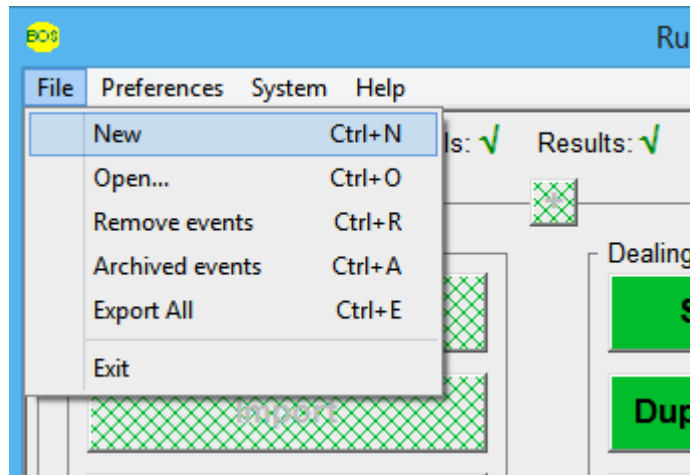 EOS
Ru
File Preferences System Help
New Ctrl+N
ls: √ Results: √
Open... Ctrl+O
+
Remove events Ctrl+R
Archived events Ctrl+A
Dealing
Export All Ctrl+E
S
Exit
Import
Dup